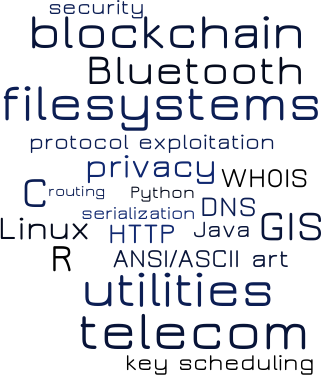 security
blockchain
Bluetooth
filesystems
protocol exploitation
privacy WHOIS
C routing Python
serialization DNS
Linux HTTP Java GIS
R ANSI/ASCII art
utilities
telecom
key scheduling